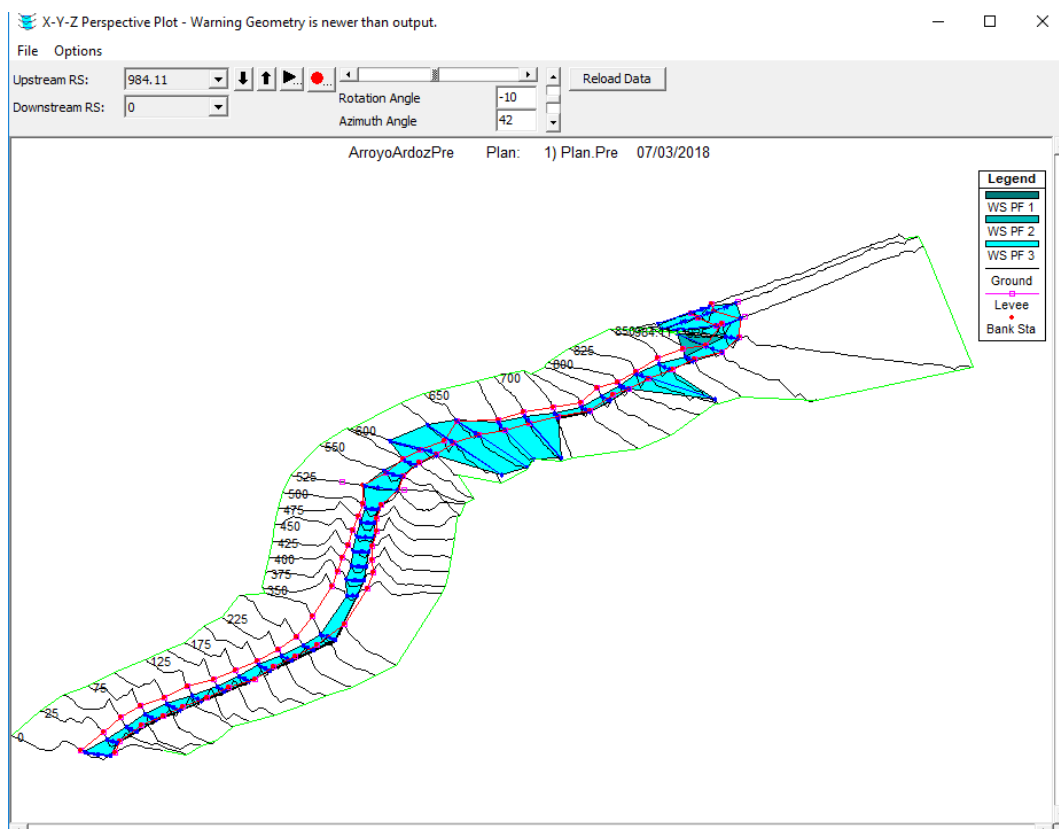 X-Y-Z Perspective Plot - Warning Geometry is newer than output.
File Options
Upstream RS: 984.11
Downstream RS: 0
Rotation Angle -10
Azimuth Angle 42
Reload Data
ArroyoArdozPre Plan: 1) Plan.Pre 07/03/2018
Legend
WS PF 1
WS PF 2
WS PF 3
Ground
Levee
Bank Sta
850
825
800
700
650
600
550
525
500
475
450
425
400
375
350
225
175
125
75
25
0